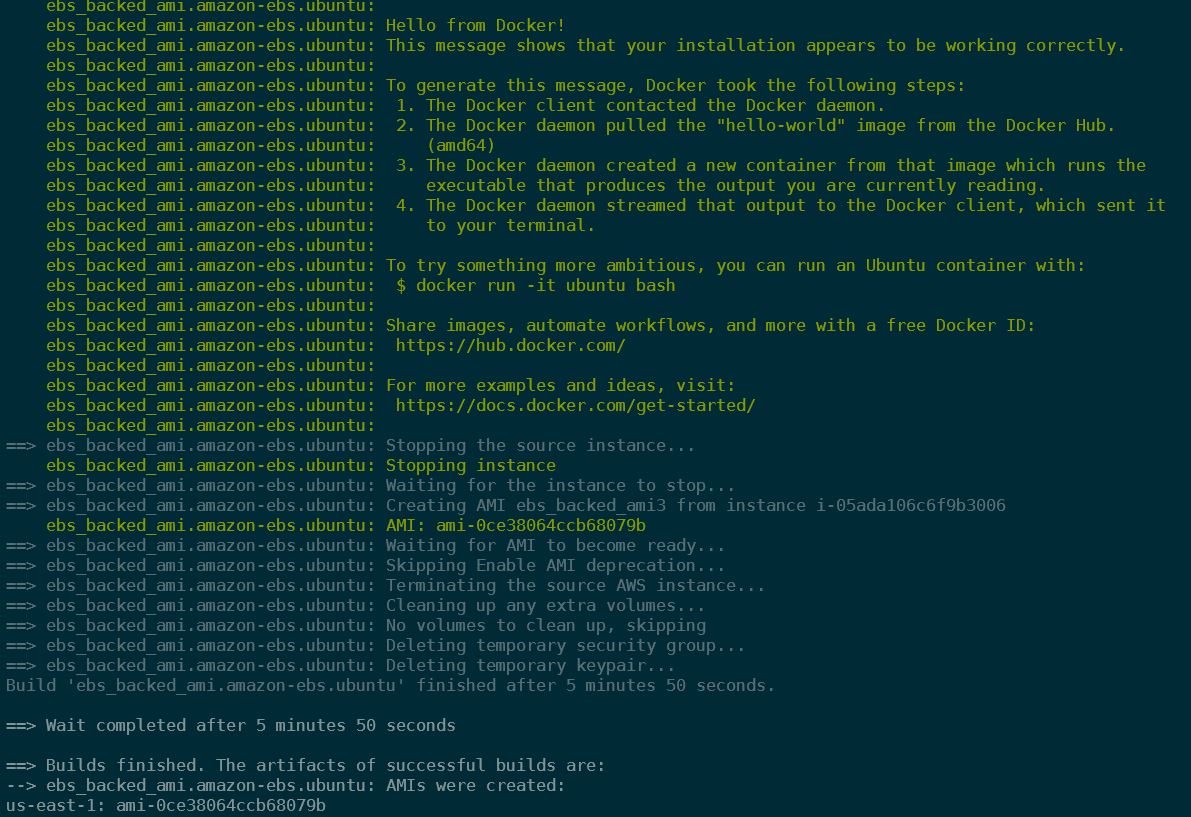 ebs_backed_ami.amazon-ebs.ubuntu:
ebs_backed_ami.amazon-ebs.ubuntu: Hello from Docker!
ebs_backed_ami.amazon-ebs.ubuntu: This message shows that your installation appears to be working correctly.
ebs_backed_ami.amazon-ebs.ubuntu:
ebs_backed_ami.amazon-ebs.ubuntu: To generate this message, Docker took the following steps:
ebs_backed_ami.amazon-ebs.ubuntu:  1. The Docker client contacted the Docker daemon.
ebs_backed_ami.amazon-ebs.ubuntu:  2. The Docker daemon pulled the "hello-world" image from the Docker Hub.
ebs_backed_ami.amazon-ebs.ubuntu:     (amd64)
ebs_backed_ami.amazon-ebs.ubuntu:  3. The Docker daemon created a new container from that image which runs the
ebs_backed_ami.amazon-ebs.ubuntu:     executable that produces the output you are currently reading.
ebs_backed_ami.amazon-ebs.ubuntu:  4. The Docker daemon streamed that output to the Docker client, which sent it
ebs_backed_ami.amazon-ebs.ubuntu:     to your terminal.
ebs_backed_ami.amazon-ebs.ubuntu:
ebs_backed_ami.amazon-ebs.ubuntu: To try something more ambitious, you can run an Ubuntu container with:
ebs_backed_ami.amazon-ebs.ubuntu:  $ docker run -it ubuntu bash
ebs_backed_ami.amazon-ebs.ubuntu:
ebs_backed_ami.amazon-ebs.ubuntu: Share images, automate workflows, and more with a free Docker ID:
ebs_backed_ami.amazon-ebs.ubuntu:  https://hub.docker.com/
ebs_backed_ami.amazon-ebs.ubuntu:
ebs_backed_ami.amazon-ebs.ubuntu: For more examples and ideas, visit:
ebs_backed_ami.amazon-ebs.ubuntu:  https://docs.docker.com/get-started/
ebs_backed_ami.amazon-ebs.ubuntu:
==> ebs_backed_ami.amazon-ebs.ubuntu: Stopping the source instance...
ebs_backed_ami.amazon-ebs.ubuntu: Stopping instance
==> ebs_backed_ami.amazon-ebs.ubuntu: Waiting for the instance to stop...
==> ebs_backed_ami.amazon-ebs.ubuntu: Creating AMI ebs_backed_ami3 from instance i-05ada106c6f9b3006
ebs_backed_ami.amazon-ebs.ubuntu: AMI: ami-0ce38064ccb68079b
==> ebs_backed_ami.amazon-ebs.ubuntu: Waiting for AMI to become ready...
==> ebs_backed_ami.amazon-ebs.ubuntu: Skipping Enable AMI deprecation...
==> ebs_backed_ami.amazon-ebs.ubuntu: Terminating the source AWS instance...
==> ebs_backed_ami.amazon-ebs.ubuntu: Cleaning up any extra volumes...
==> ebs_backed_ami.amazon-ebs.ubuntu: No volumes to clean up, skipping
==> ebs_backed_ami.amazon-ebs.ubuntu: Deleting temporary security group...
==> ebs_backed_ami.amazon-ebs.ubuntu: Deleting temporary keypair...
Build 'ebs_backed_ami.amazon-ebs.ubuntu' finished after 5 minutes 50 seconds.
==> Wait completed after 5 minutes 50 seconds
==> Builds finished. The artifacts of successful builds are:
--> ebs_backed_ami.amazon-ebs.ubuntu: AMIs were created:
us-east-1: ami-0ce38064ccb68079b